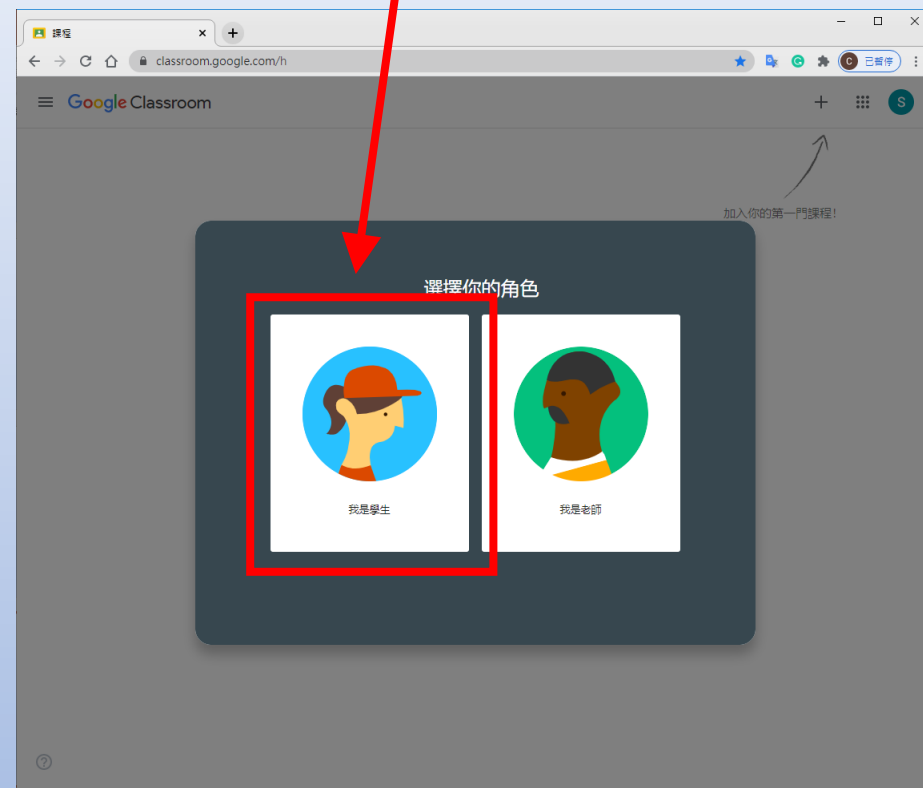 課程
classroom.google.com/h
C 已暫停
Google Classroom
S
加入你的第一門課程!
選擇你的角色
我是學生
我是老師